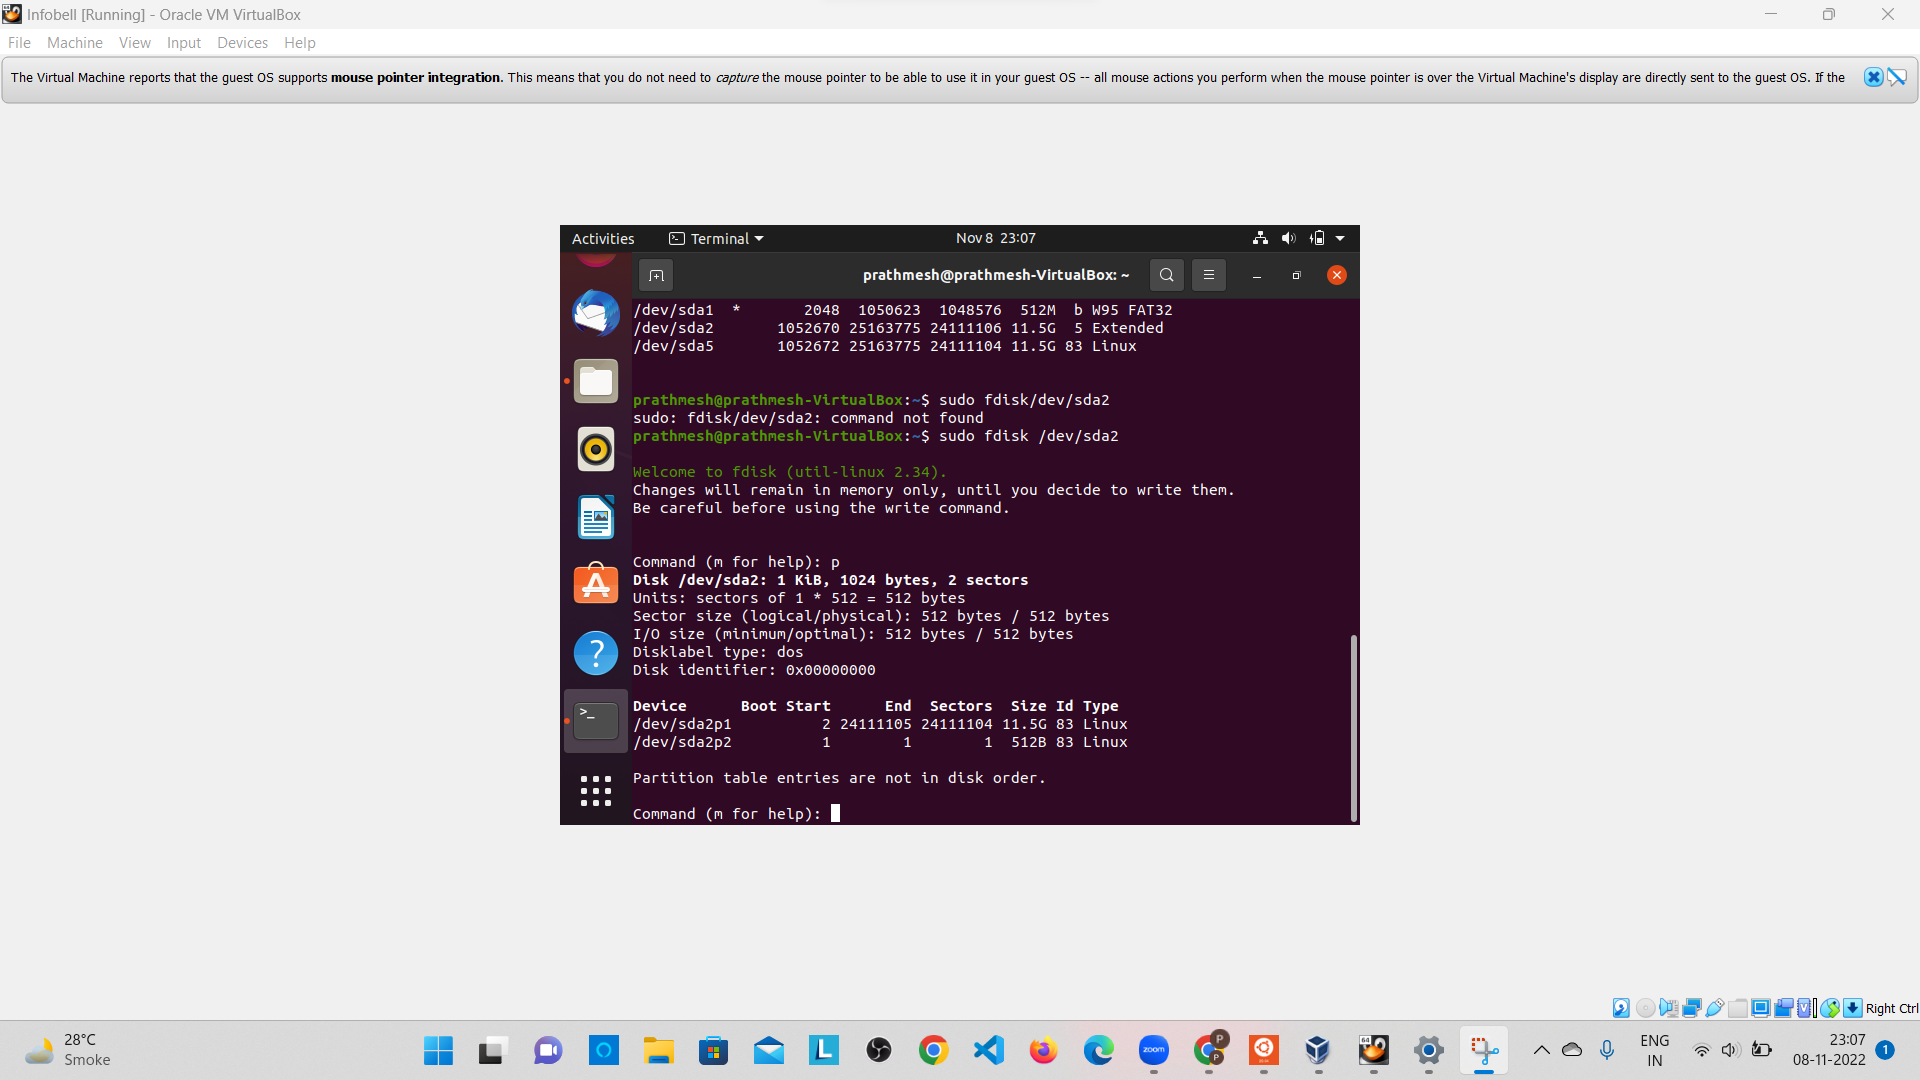 Infobell [Running] - Oracle VM VirtualBox
File Machine View Input Devices Help
The Virtual Machine reports that the guest OS supports mouse pointer integration. This means that you do not need to capture the mouse pointer to be able to use it in your guest OS -- all mouse actions you perform when the mouse pointer is over the Virtual Machine's display are directly sent to the guest OS. If the
Activities Terminal Nov 8 23:07
prathmesh@prathmesh-VirtualBox: ~
/dev/sda1 * 2048 1050623 1048576 512M b W95 FAT32
/dev/sda2 1052670 25163775 24111106 11.5G 5 Extended
/dev/sda5 1052672 25163775 24111104 11.5G 83 Linux
prathmesh@prathmesh-VirtualBox:~$ sudo fdisk/dev/sda2
sudo: fdisk/dev/sda2: command not found
prathmesh@prathmesh-VirtualBox:~$ sudo fdisk /dev/sda2
Welcome to fdisk (util-linux 2.34).
Changes will remain in memory only, until you decide to write them.
Be careful before using the write command.
Command (m for help): p
Disk /dev/sda2: 1 KiB, 1024 bytes, 2 sectors
Units: sectors of 1 * 512 = 512 bytes
Sector size (logical/physical): 512 bytes / 512 bytes
I/O size (minimum/optimal): 512 bytes / 512 bytes
Disklabel type: dos
Disk identifier: 0x00000000
Device Boot Start End Sectors Size Id Type
/dev/sda2p1 2 24111105 24111104 11.5G 83 Linux
/dev/sda2p2 1 1 1 512B 83 Linux
Partition table entries are not in disk order.
Command (m for help):
Right Ctrl
28°C
Smoke
zoom
P
P
64
ENG
IN
23:07
08-11-2022
1